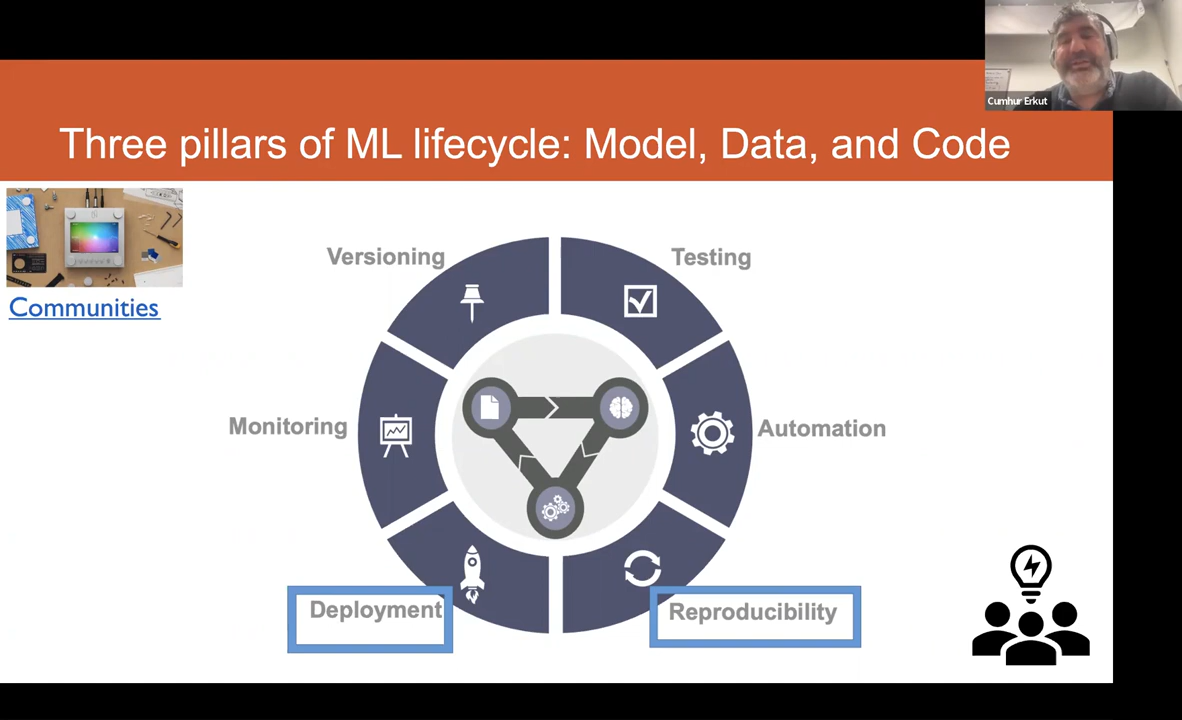 Cumhur Erkut
Three pillars of ML lifecycle: Model, Data, and Code
Communities
Versioning
Testing
Monitoring
Automation
Deployment
Reproducibility